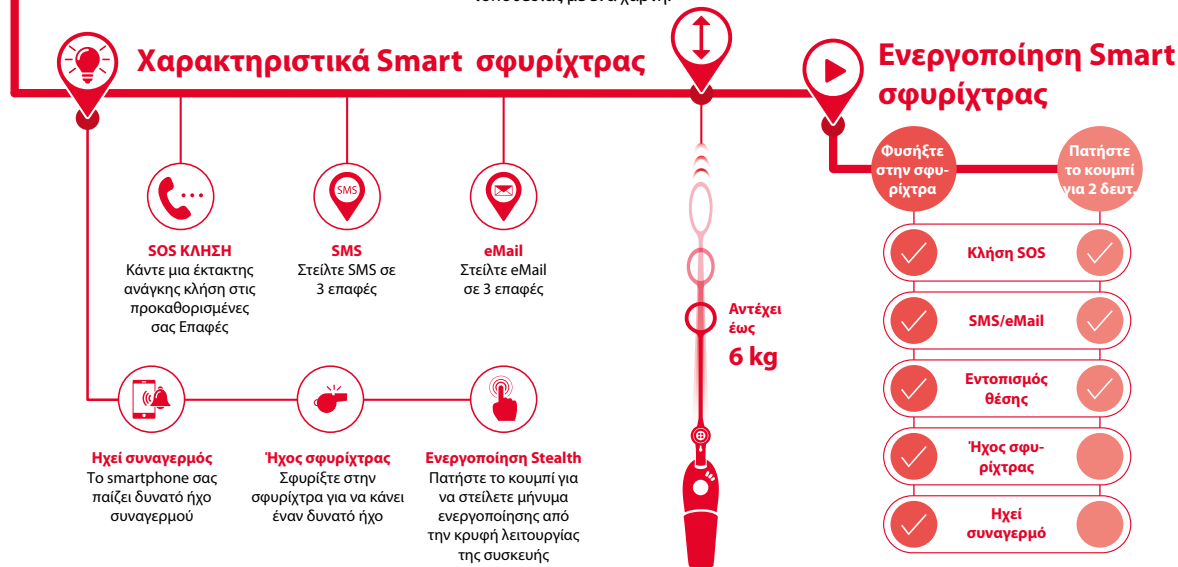 Χαρακτηριστικά Smart σφυρίχτρας
SOS ΚΛΗΣΗ
Κάντε μια έκτακτης
ανάγκης κλήση στις
προκαθορισμένες
σας Επαφές
SMS
SMS
Στείλτε SMS σε
3 επαφές
eMail
Στείλτε eMail
σε 3 επαφές
Ηχεί συναγερμός
Το smartphone σας
παίζει δυνατό ήχο
συναγερμού
Ήχος σφυρίχτρας
Σφυρίξτε στην
σφυρίχτρα για να κάνει
έναν δυνατό ήχο
Ενεργοποίηση Stealth
Πατήστε το κουμπί για
να στείλετε μήνυμα
ενεργοποίησης από
την κρυφή λειτουργία
της συσκευής
Αντέχει
έως
6 kg
Ενεργοποίηση Smart
σφυρίχτρας
Φυσήξτε
στην σφυ-
ρίχτρα
Πατήστε
το κουμπί
για 2 δευτ.
Κλήση SOS
SMS/eMail
Εντοπισμός
θέσης
Ήχος σφυ-
ρίχτρας
Ηχεί
συναγερμό